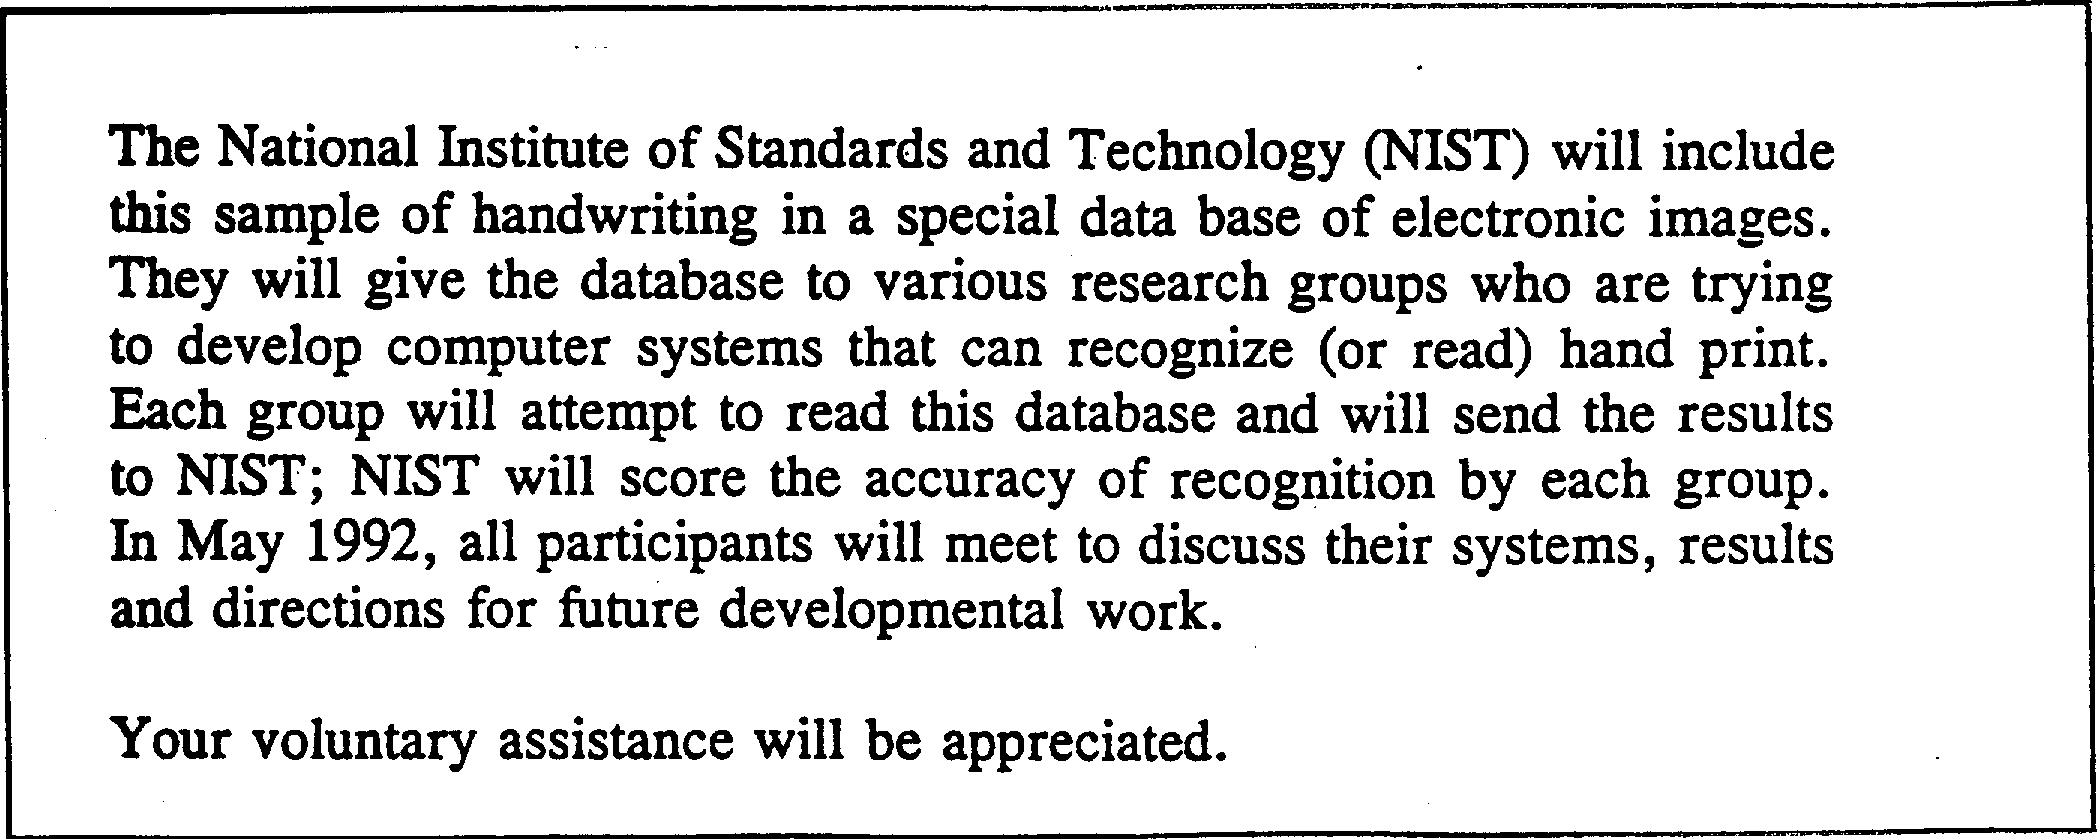 The National Institute of Standards and Technology (NIST) will include
this sample of handwriting in a special data base of electronic images.
They will give the database to various research groups who are trying
to develop computer systems that can recognize (or read) hand print.
Each group will attempt to read this database and will send the results
to NIST; NIST will score the accuracy of recognition by each group.
In May 1992, all participants will meet to discuss their systems, results
and directions for future developmental work.
Your voluntary assistance will be appreciated.